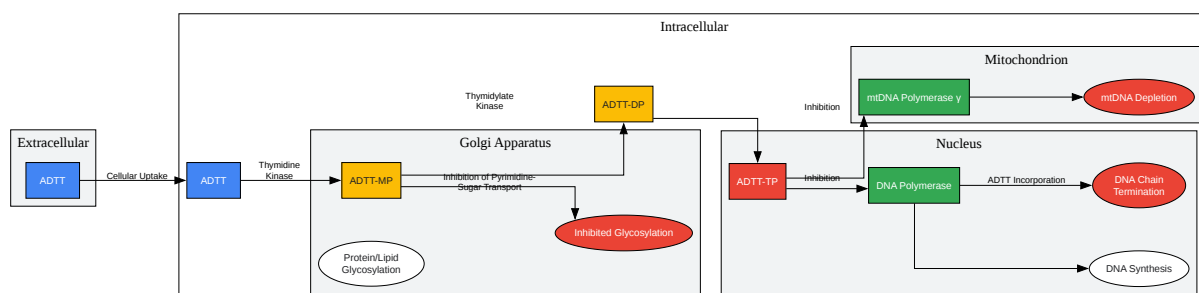 Intracellular
Mitochondrion
mtDNA Polymerase γ
mtDNA Depletion
Thymidylate
Kinase
ADTT-DP
Inhibition
Extracellular
ADTT
Cellular Uptake
ADTT
Thymidine
Kinase
Golgi Apparatus
ADTT-MP
Inhibition of Pyrimidine-
Sugar Transport
Inhibited Glycosylation
Protein/Lipid
Glycosylation
Nucleus
ADTT-TP
Inhibition
DNA Polymerase
ADTT Incorporation
DNA Chain
Termination
DNA Synthesis